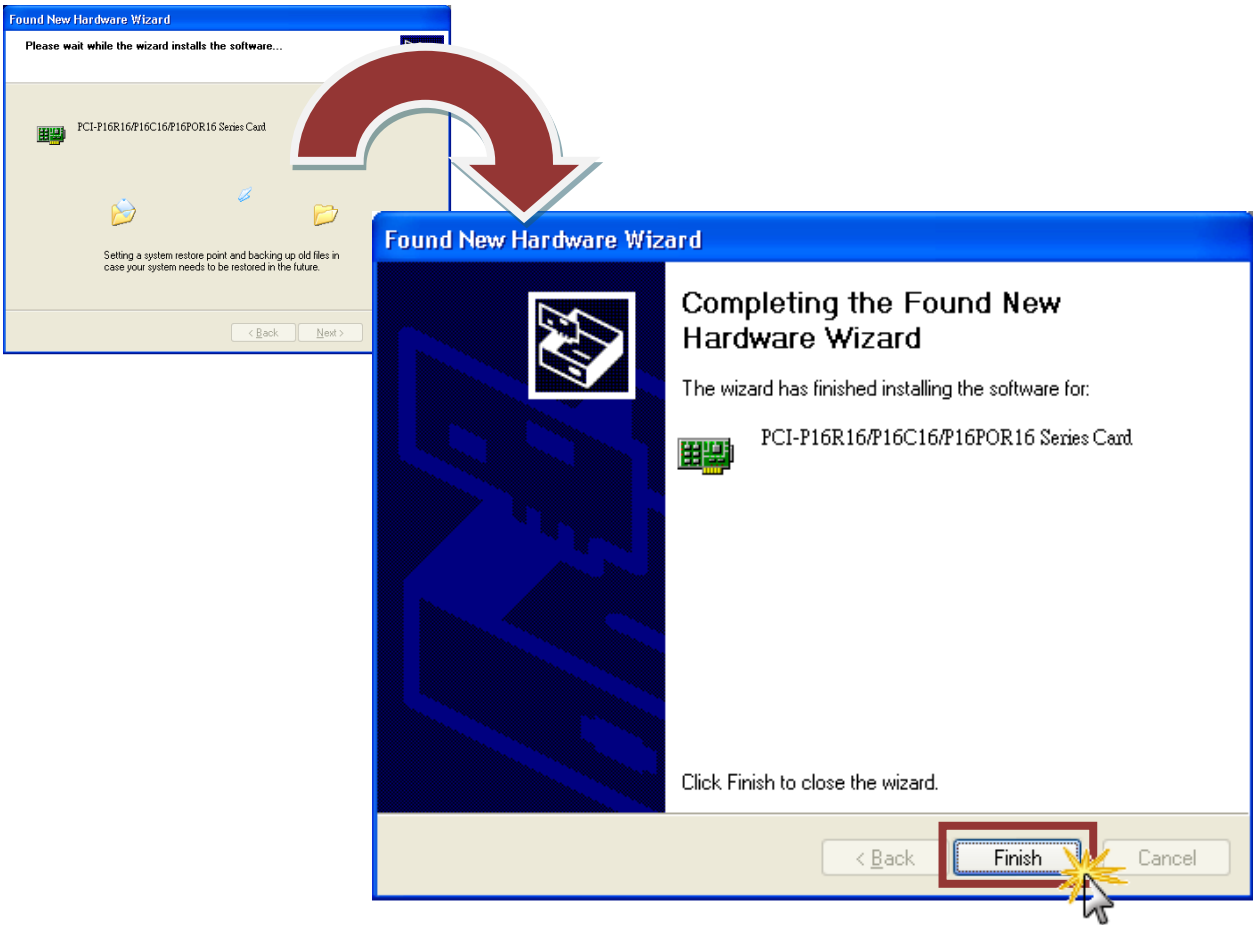 Found New Hardware Wizard
Please wait while the wizard installs the software...
PCI-P16R16/P16C16/P16POR16 Series Card
Setting a system restore point and backing up old files in
case your system needs to be restored in the future.
< Back
Next >
Found New Hardware Wizard
Completing the Found New
Hardware Wizard
The wizard has finished installing the software for:
PCI-P16R16/P16C16/P16POR16 Series Card
Click Finish to close the wizard.
< Back
Finish
Cancel